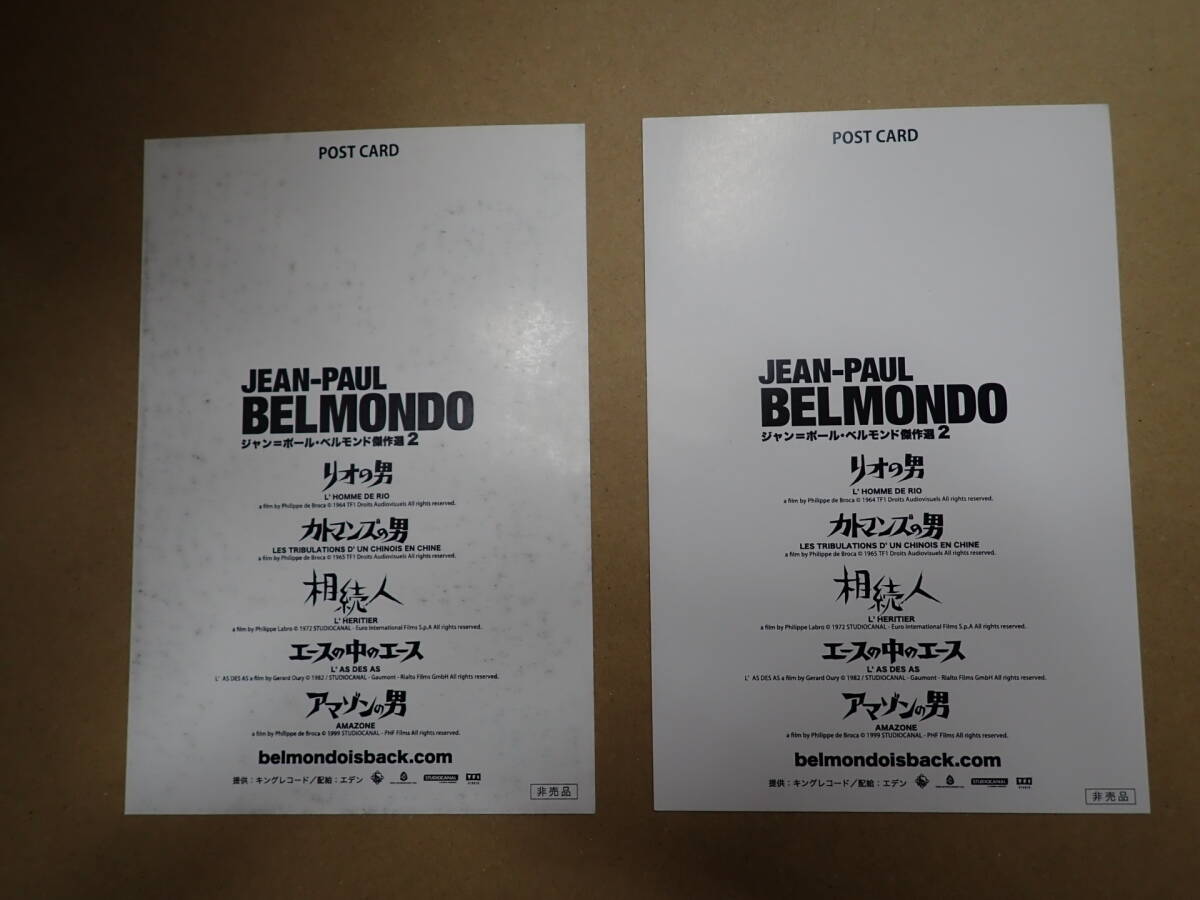 POST CARD
JEAN-PAUL
BELMONDO
ジャン=ポール・ベルモンド傑作選2
リオの男
L' HOMME DE RIO
a film by Philippe de Broca © 1964 TF1 Droits Audiovisuels All rights reserved.
カトマンズの男
LES TRIBULATIONS D' UN CHINOIS EN CHINE
a film by Philippe de Broca © 1965 TF1 Droits Audiovisuels All rights reserved.
相続人
L' HERITIER
a film by Philippe Labro © 1972 STUDIOCANAL - Euro International Films S.p.A All rights reserved.
エースの中のエース
L' AS DES AS
L' AS DES AS a film by Gerard Oury © 1982 / STUDIOCANAL - Gaumont - Rialto Films GmbH All rights reserved.
アマゾンの男
AMAZONE
a film by Philippe de Broca © 1999 STUDIOCANAL - PHF Films All rights reserved.
belmondoisback.com
提供：キングレコード／配給：エデン STUDIOCANAL
非売品
POST CARD
JEAN-PAUL
BELMONDO
ジャン=ポール・ベルモンド傑作選2
リオの男
L' HOMME DE RIO
a film by Philippe de Broca © 1964 TF1 Droits Audiovisuels All rights reserved.
カトマンズの男
LES TRIBULATIONS D' UN CHINOIS EN CHINE
a film by Philippe de Broca © 1965 TF1 Droits Audiovisuels All rights reserved.
相続人
L' HERITIER
a film by Philippe Labro © 1972 STUDIOCANAL - Euro International Films S.p.A All rights reserved.
エースの中のエース
L' AS DES AS
L' AS DES AS a film by Gerard Oury © 1982 / STUDIOCANAL - Gaumont - Rialto Films GmbH All rights reserved.
アマゾンの男
AMAZONE
a film by Philippe de Broca © 1999 STUDIOCANAL - PHF Films All rights reserved.
belmondoisback.com
提供：キングレコード／配給：エデン STUDIOCANAL
非売品